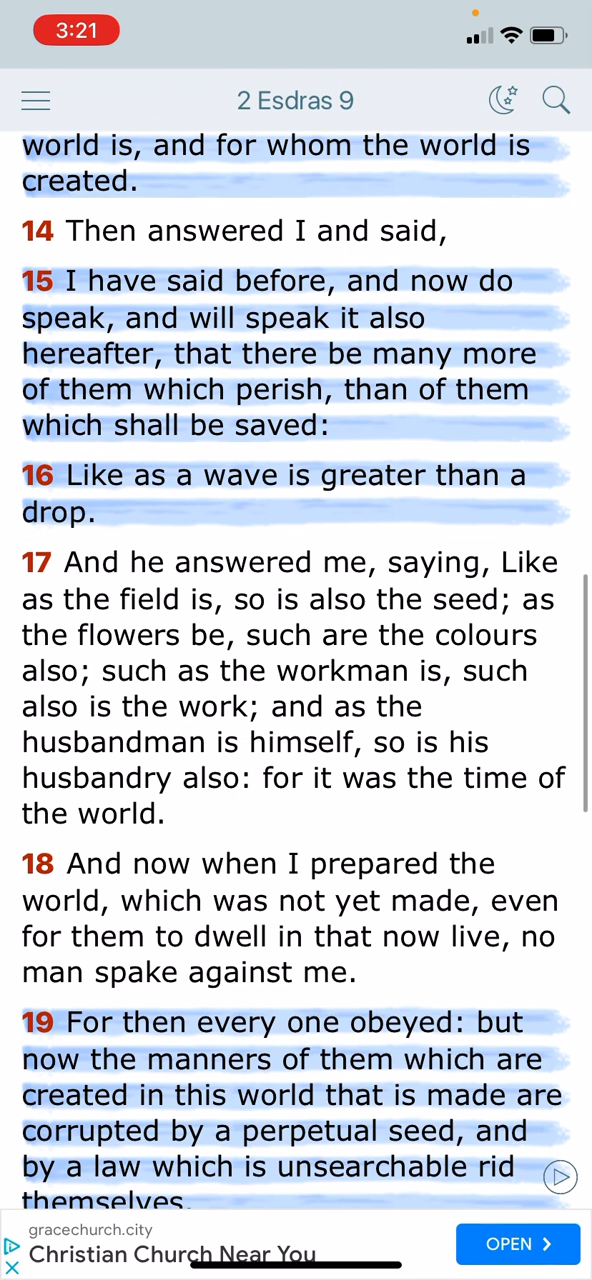 3:21
2 Esdras 9
world is, and for whom the world is
created.
14 Then answered I and said,
15 I have said before, and now do
speak, and will speak it also
hereafter, that there be many more
of them which perish, than of them
which shall be saved:
16 Like as a wave is greater than a
drop.
17 And he answered me, saying, Like
as the field is, so is also the seed; as
the flowers be, such are the colours
also; such as the workman is, such
also is the work; and as the
husbandman is himself, so is his
husbandry also: for it was the time of
the world.
18 And now when I prepared the
world, which was not yet made, even
for them to dwell in that now live, no
man spake against me.
19 For then every one obeyed: but
now the manners of them which are
created in this world that is made are
corrupted by a perpetual seed, and
by a law which is unsearchable rid
themselves.
gracechurch.city
Christian Church Near You
OPEN